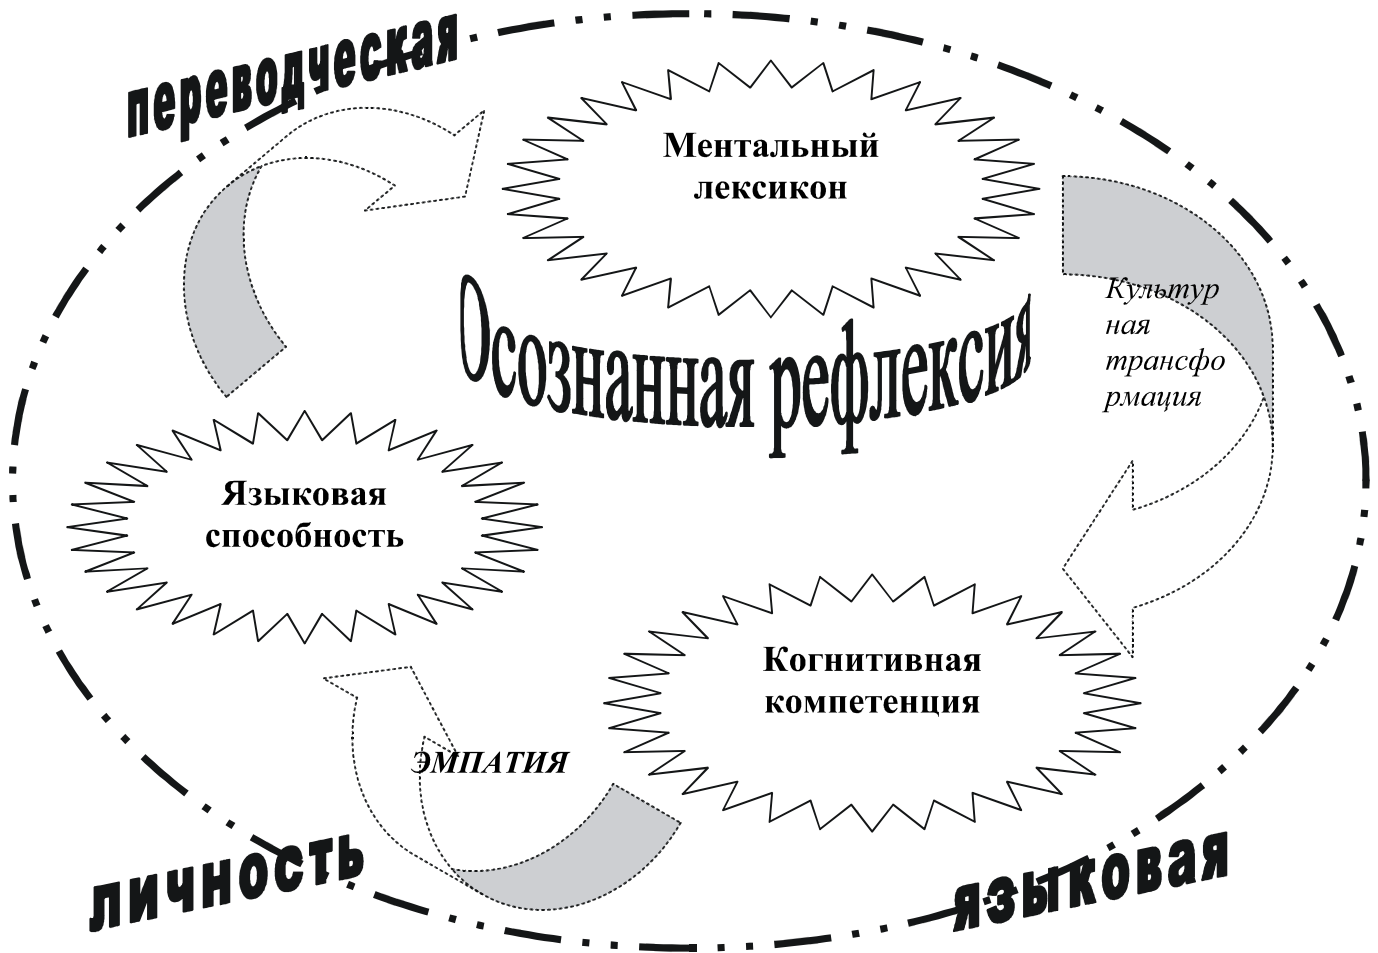 переводческая
Ментальный
лексикон
Культур
ная
трансфо
рмация
Осознанная рефлексия
Языковая
способность
Когнитивная
компетенция
ЭМПАТИЯ
личность
языковая